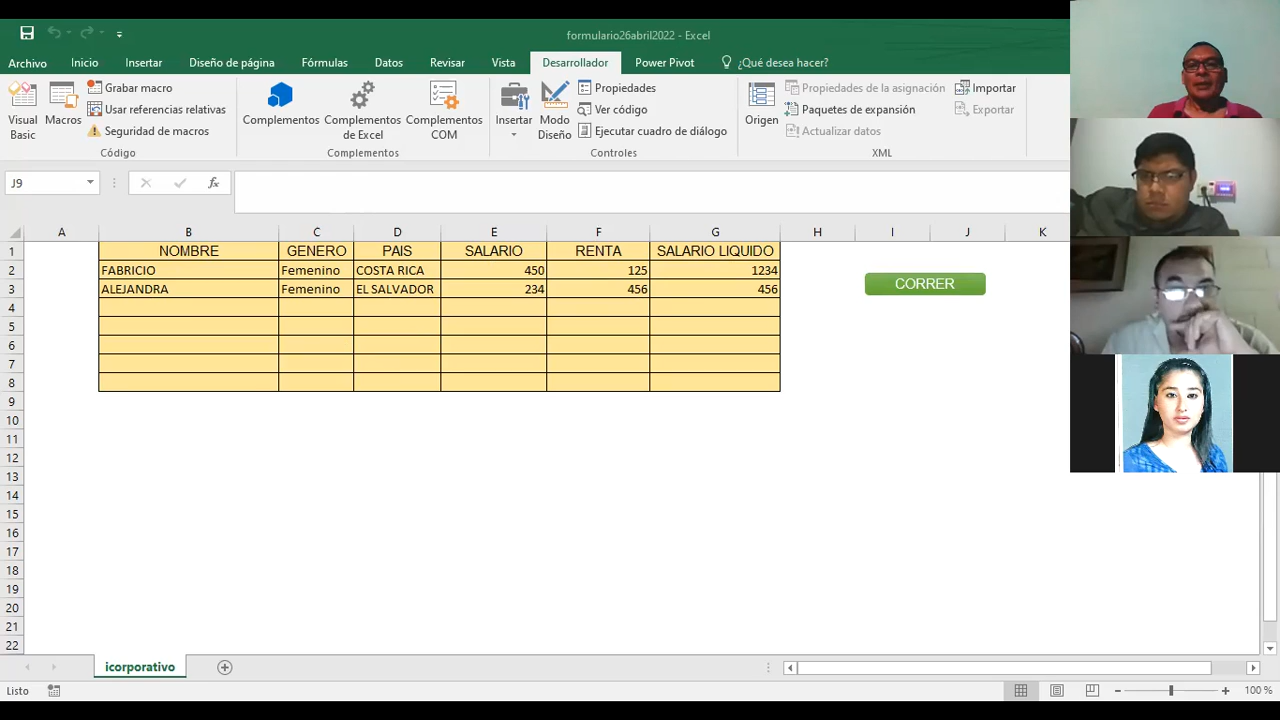 formulario26abril2022 - Excel
Archivo Inicio Insertar Diseño de página Fórmulas Datos Revisar Vista Desarrollador Power Pivot ¿Qué desea hacer?
Visual Basic
Macros
Grabar macro
Usar referencias relativas
Seguridad de macros
Código
Complementos
Complementos de Excel
Complementos COM
Complementos
Insertar
Modo Diseño
Propiedades
Ver código
Ejecutar cuadro de diálogo
Controles
Origen
Propiedades de la asignación
Paquetes de expansión
Actualizar datos
Importar
Exportar
XML
J9 fx
A B C D E F G H I J K
1 NOMBRE GENERO PAIS SALARIO RENTA SALARIO LIQUIDO
2 FABRICIO Femenino COSTA RICA 450 125 1234
CORRER
3 ALEJANDRA Femenino EL SALVADOR 234 456 456
4
5
6
7
8
9
10
11
12
13
14
15
16
17
18
19
20
21
22
icorporativo
Listo 100 %